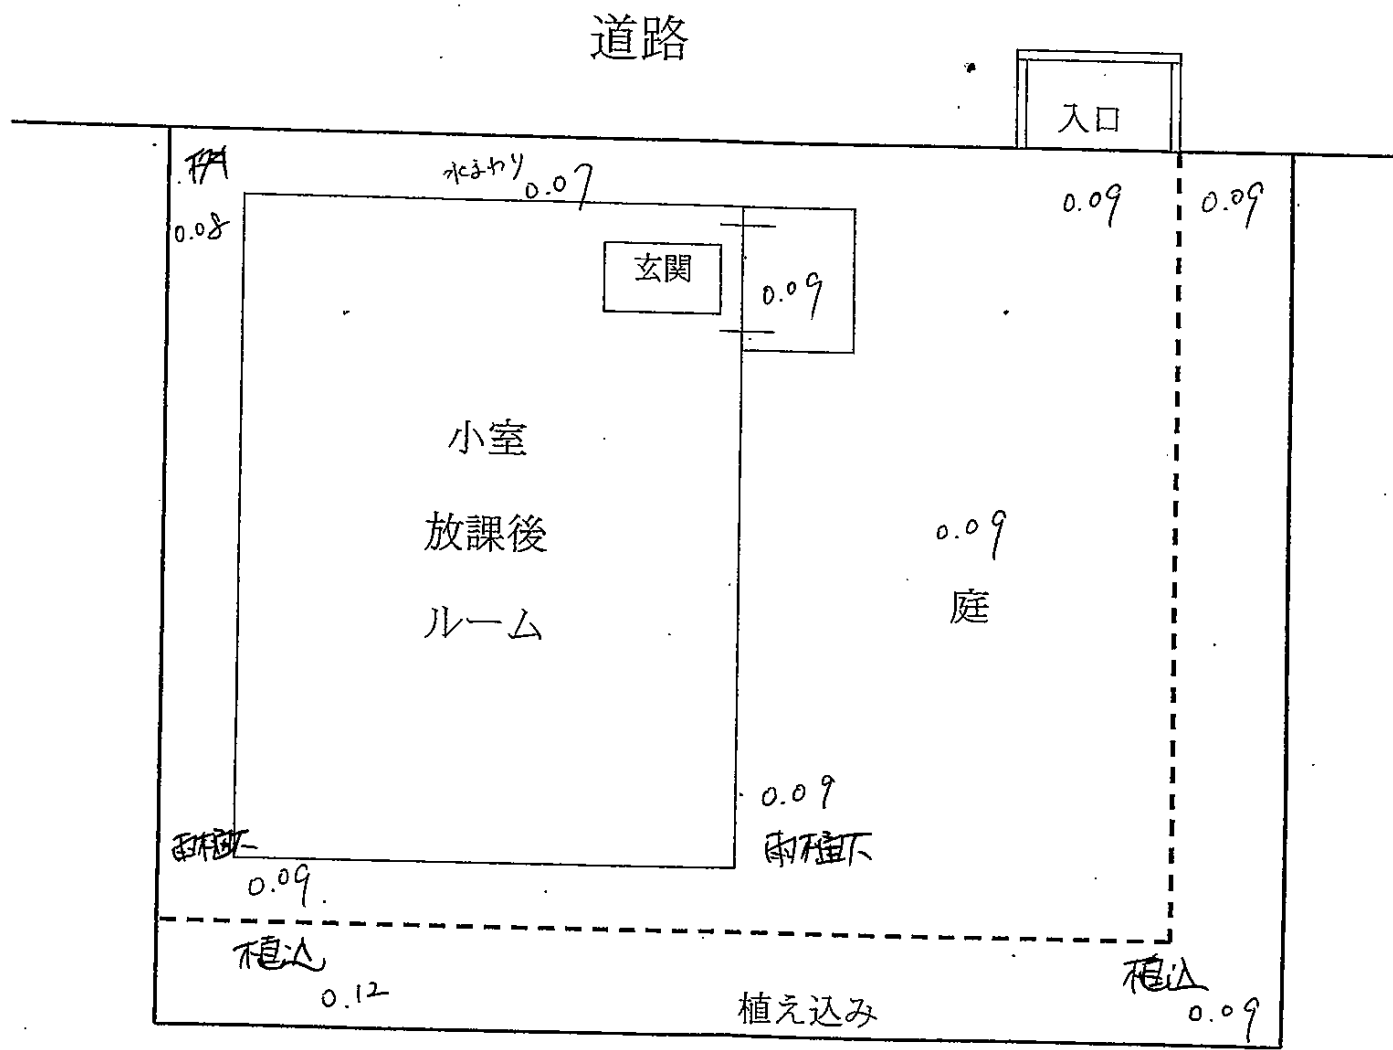 道路
入口
桝
水まわり
0.07
0.09
0.09
0.08
玄関
0.09
小室
放課後
ルーム
0.09
庭
0.09
雨樋下
雨樋下
0.09
植込
植込
0.12
植え込み
0.09